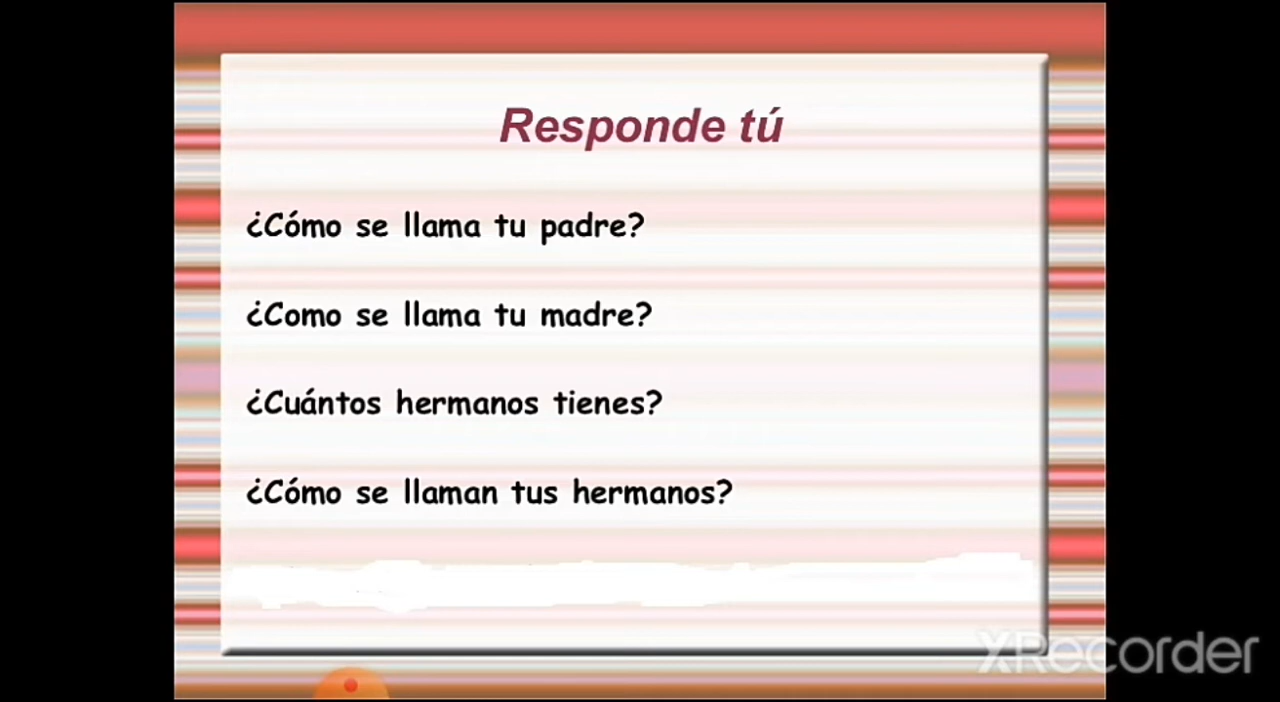 Responde tú
¿Cómo se llama tu padre?
¿Como se llama tu madre?
¿Cuántos hermanos tienes?
¿Cómo se llaman tus hermanos?
XRecorder